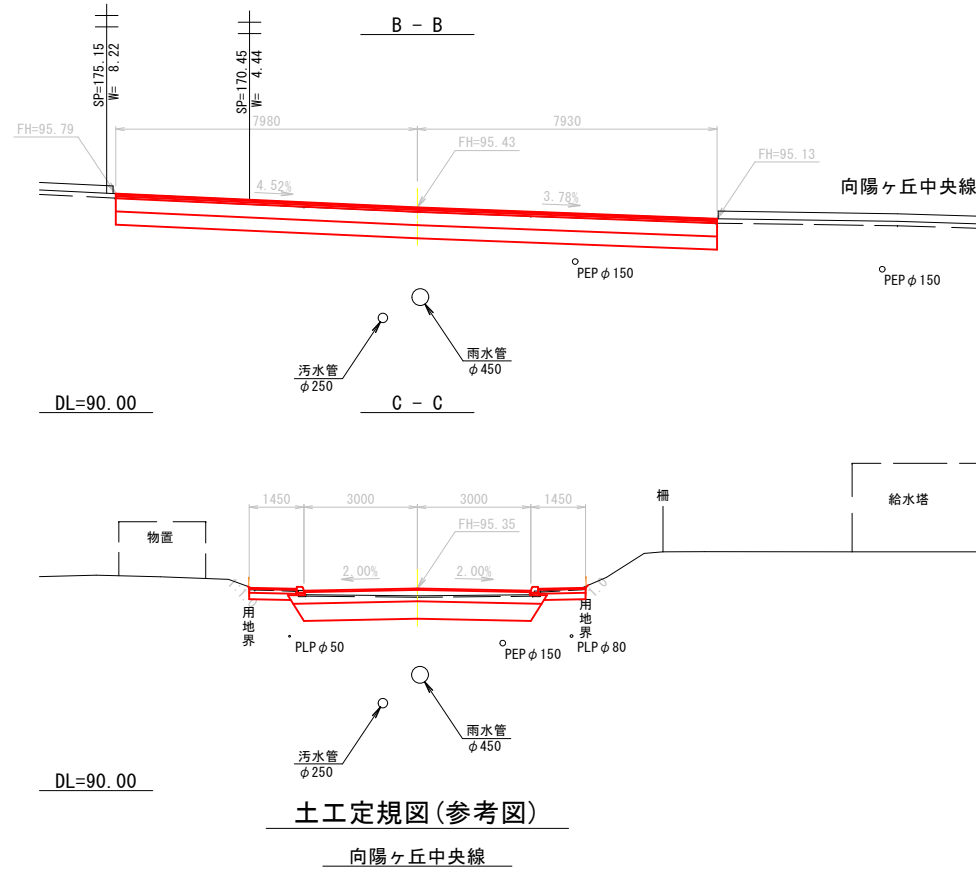 B - B
SP=175.15
W= 8.22
SP=170.45
W= 4.44
7980
7930
FH=95.79
FH=95.43
FH=95.13
4.52%
3.78%
向陽ヶ丘中央線
PEPφ150
PEPφ150
汚水管
φ250
雨水管
φ450
DL=90.00
C - C
1450
3000
3000
1450
FH=95.35
柵
給水塔
物置
2.00%
2.00%
用地界
用地界
PLPφ50
PEPφ150
PLPφ80
汚水管
φ250
雨水管
φ450
DL=90.00
土工定規図(参考図)
向陽ヶ丘中央線